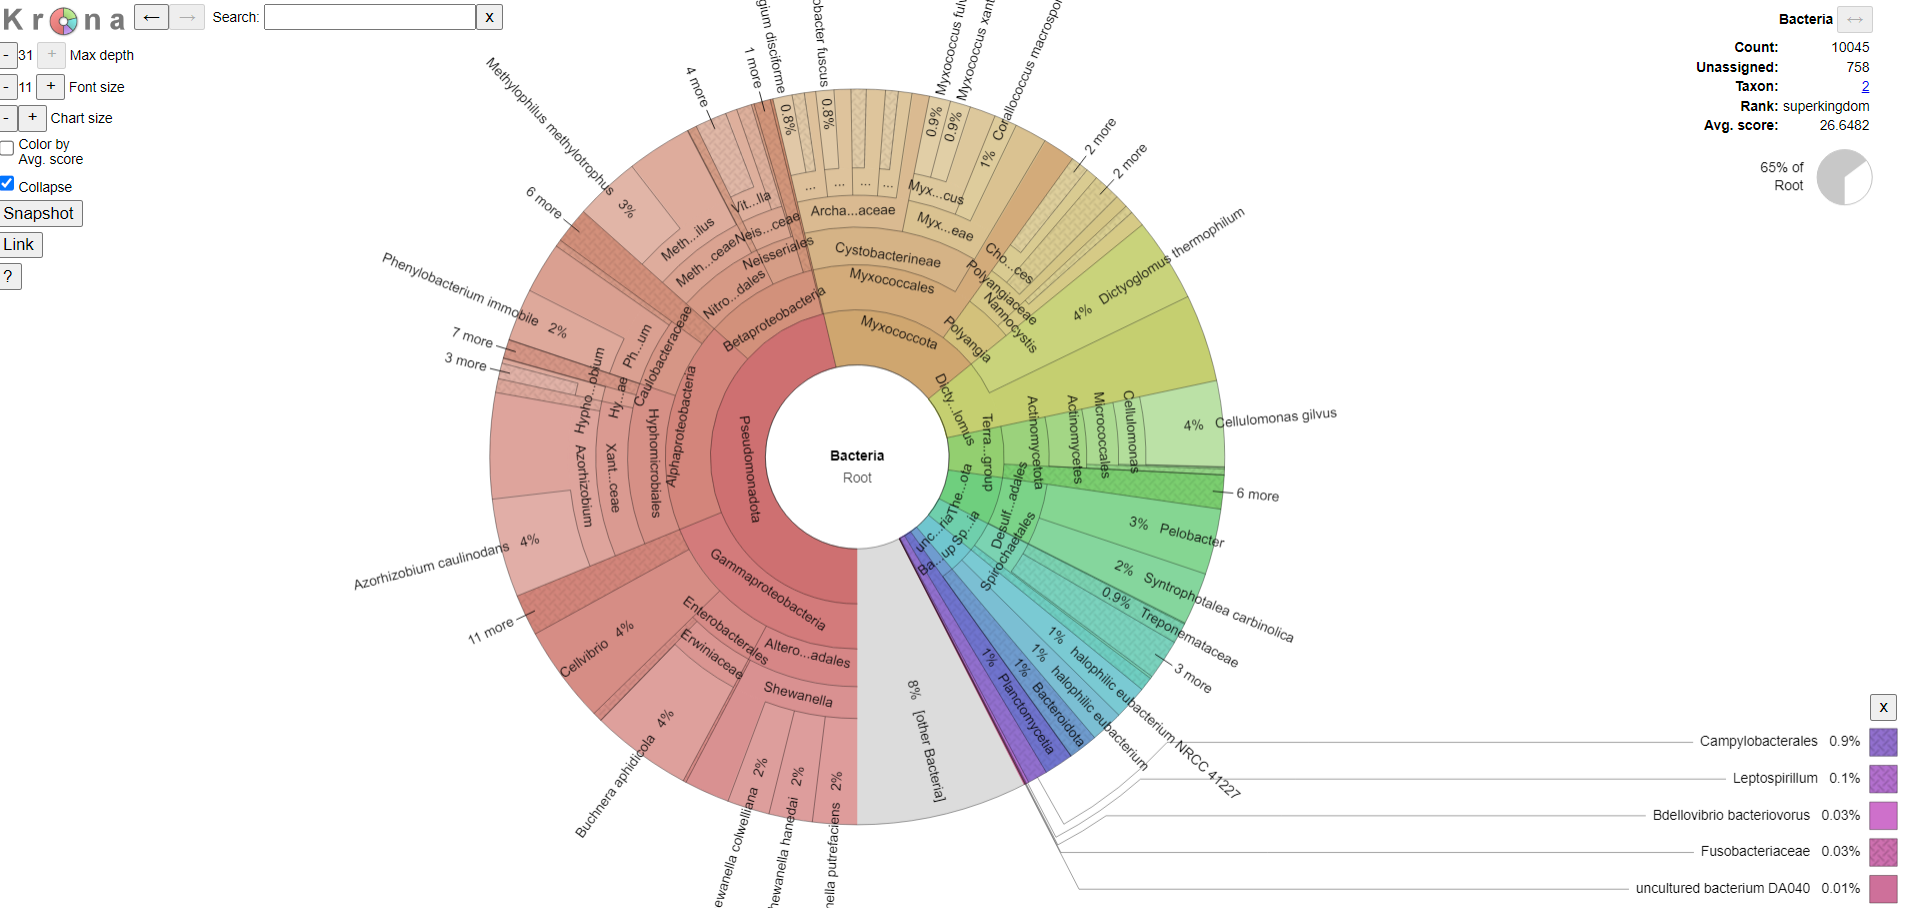 Krona
←
→
Search:
x
- 31 + Max depth
- 11 + Font size
- + Chart size
Color by
Avg. score
Collapse
Snapshot
Link
?
Bacteria ↔
Count: 10045
Unassigned: 758
Taxon: 2
Rank: superkingdom
Avg. score: 26.6482
65% of
Root
Bacteria
Root
Pseudomonadota
Betaproteobacteria
Nitro...dales
Neisseriales
Meth...ceae
Neis...ceae
Meth...ilus
Vit...lla
3% Methylophilus methylotrophus
4 more
1 more
6 more
Alphaproteobacteria
Caulobacteraceae
Ph...um
2% Phenylobacterium immobile
7 more
3 more
Hyphomicrobiales
Hy...ae
Hypho...obium
Xant...ceae
Azorhizobium
4% Azorhizobium caulinodans
11 more
Gammaproteobacteria
Cellvibrio 4%
Enterobacterales
Erwiniaceae
Buchnera aphidicola 4%
Altero...adales
Shewanella
ewanella colwelliana 2%
hewanella hanedai 2%
nella putrefaciens 2%
8% [other Bacteria]
Myxococcota
Myxococcales
Cystobacterineae
Archa...aceae
...
...
...
...
0.8% gium disciforme
0.8% obacter fuscus
Myx...eae
Myx...cus
0.9% Myxococcus fulv
0.9% Myxococcus xant
1% Corallococcus macrospo
Polyangia
Nannocystis
Polyangiaceae
Cho...ces
2 more
2 more
Dicty...lomus
4% Dictyoglomus thermophilum
Terra...group
Actinomycetota
Actinomycetes
Micrococcales
Cellulomonas
4% Cellulomonas gilvus
6 more
The...ota
Desulf...adales
3% Pelobacter
2% Syntrophotalea carbinolica
Sp...ia
Spirochaetales
0.9% Treponemataceae
3 more
unc...ria
1% halophilic eubacterium NRCC 41227
1% halophilic eubacterium
Ba...up
1% Bacteroidota
1% Planctomycetia
x
Campylobacterales 0.9%
Leptospirillum 0.1%
Bdellovibrio bacteriovorus 0.03%
Fusobacteriaceae 0.03%
uncultured bacterium DA040 0.01%